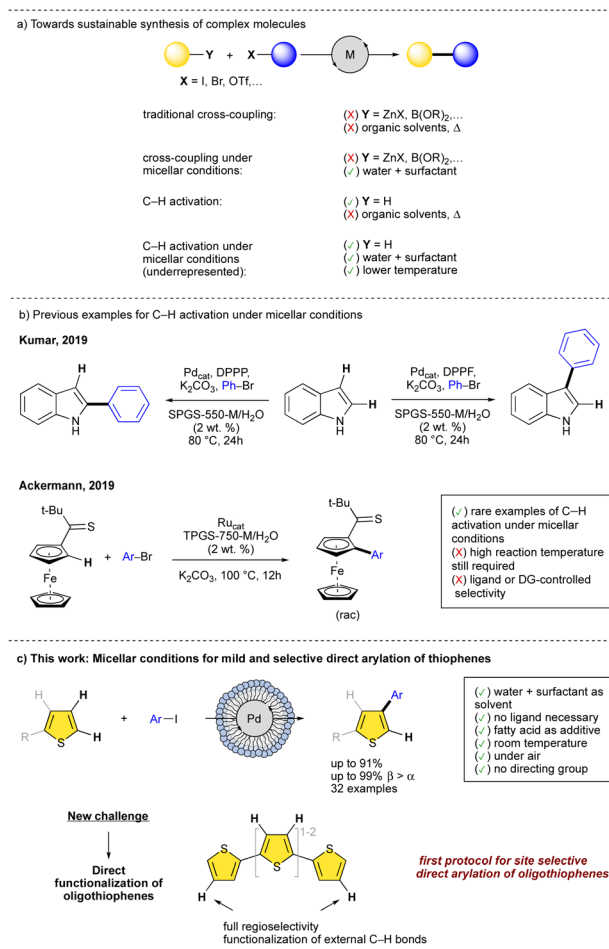 a) Towards sustainable synthesis of complex molecules
Y + X M
X = I, Br, OTf,...
traditional cross-coupling: (X) Y = ZnX, B(OR)2,...
(X) organic solvents, Δ
cross-coupling under (X) Y = ZnX, B(OR)2,...
micellar conditions: (✓) water + surfactant
C–H activation: (✓) Y = H
(X) organic solvents, Δ
C–H activation under (✓) Y = H
micellar conditions (✓) water + surfactant
(underrepresented): (✓) lower temperature
b) Previous examples for C–H activation under micellar conditions
Kumar, 2019
H
N
H
Pdcat, DPPP,
K2CO3, Ph–Br
SPGS-550-M/H2O
(2 wt. %)
80 °C, 24h
H
H
N
H
Pdcat, DPPF,
K2CO3, Ph–Br
SPGS-550-M/H2O
(2 wt. %)
80 °C, 24h
H
N
H
Ackermann, 2019
t-Bu
S
H
Fe
+ Ar–Br
Rucat
TPGS-750-M/H2O
(2 wt. %)
K2CO3, 100 °C, 12h
t-Bu
S
Ar
Fe
(rac)
(✓) rare examples of C–H
activation under micellar
conditions
(X) high reaction temperature
still required
(X) ligand or DG-controlled
selectivity
c) This work: Micellar conditions for mild and selective direct arylation of thiophenes
H H
R S H
+ Ar–I
Pd
H Ar
R S H
up to 91%
up to 99% β > α
32 examples
(✓) water + surfactant as
solvent
(✓) no ligand necessary
(✓) fatty acid as additive
(✓) room temperature
(✓) under air
(✓) no directing group
New challenge
Direct
functionalization of
oligothiophenes
H H
1-2
S S S
H H
full regioselectivity
functionalization of external C–H bonds
first protocol for site selective
direct arylation of oligothiophenes